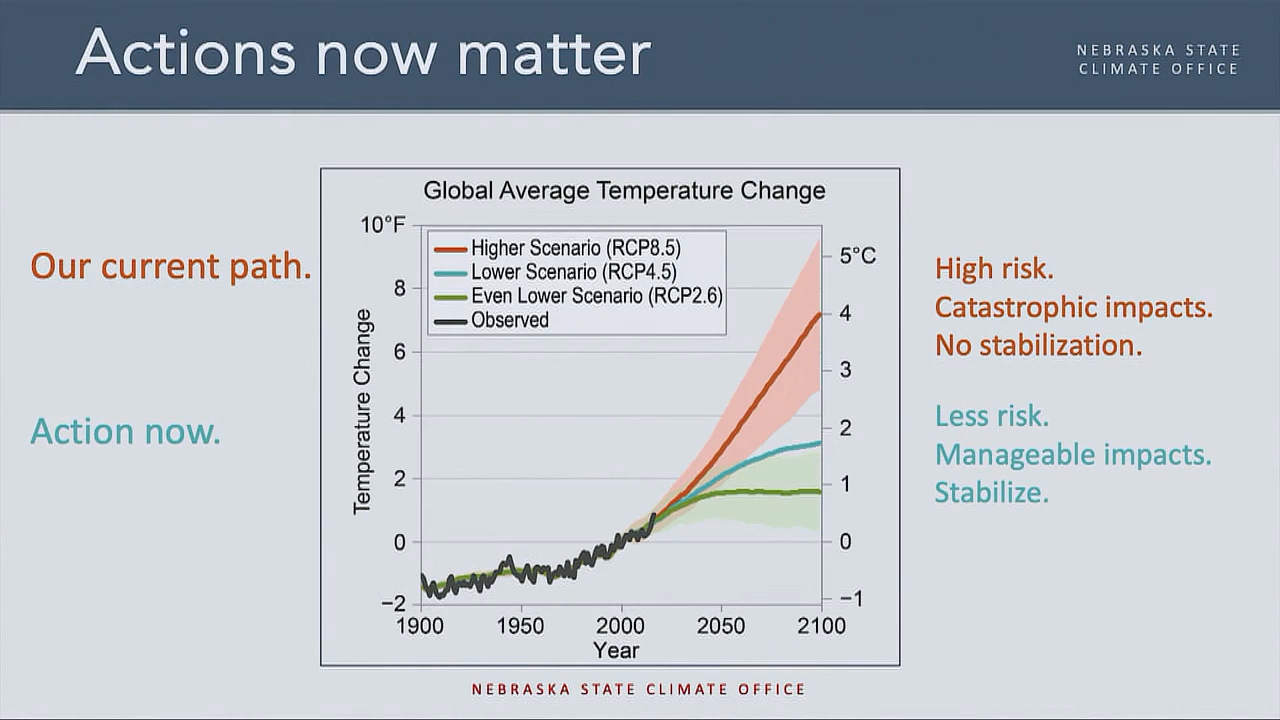 Actions now matter
NEBRASKA STATE
CLIMATE OFFICE
Our current path.
Action now.
Global Average Temperature Change
10°F
8
6
4
2
0
−2
Temperature Change
Higher Scenario (RCP8.5)
Lower Scenario (RCP4.5)
Even Lower Scenario (RCP2.6)
Observed
5°C
4
3
2
1
0
−1
1900 1950 2000 2050 2100
Year
High risk.
Catastrophic impacts.
No stabilization.
Less risk.
Manageable impacts.
Stabilize.
NEBRASKA STATE CLIMATE OFFICE